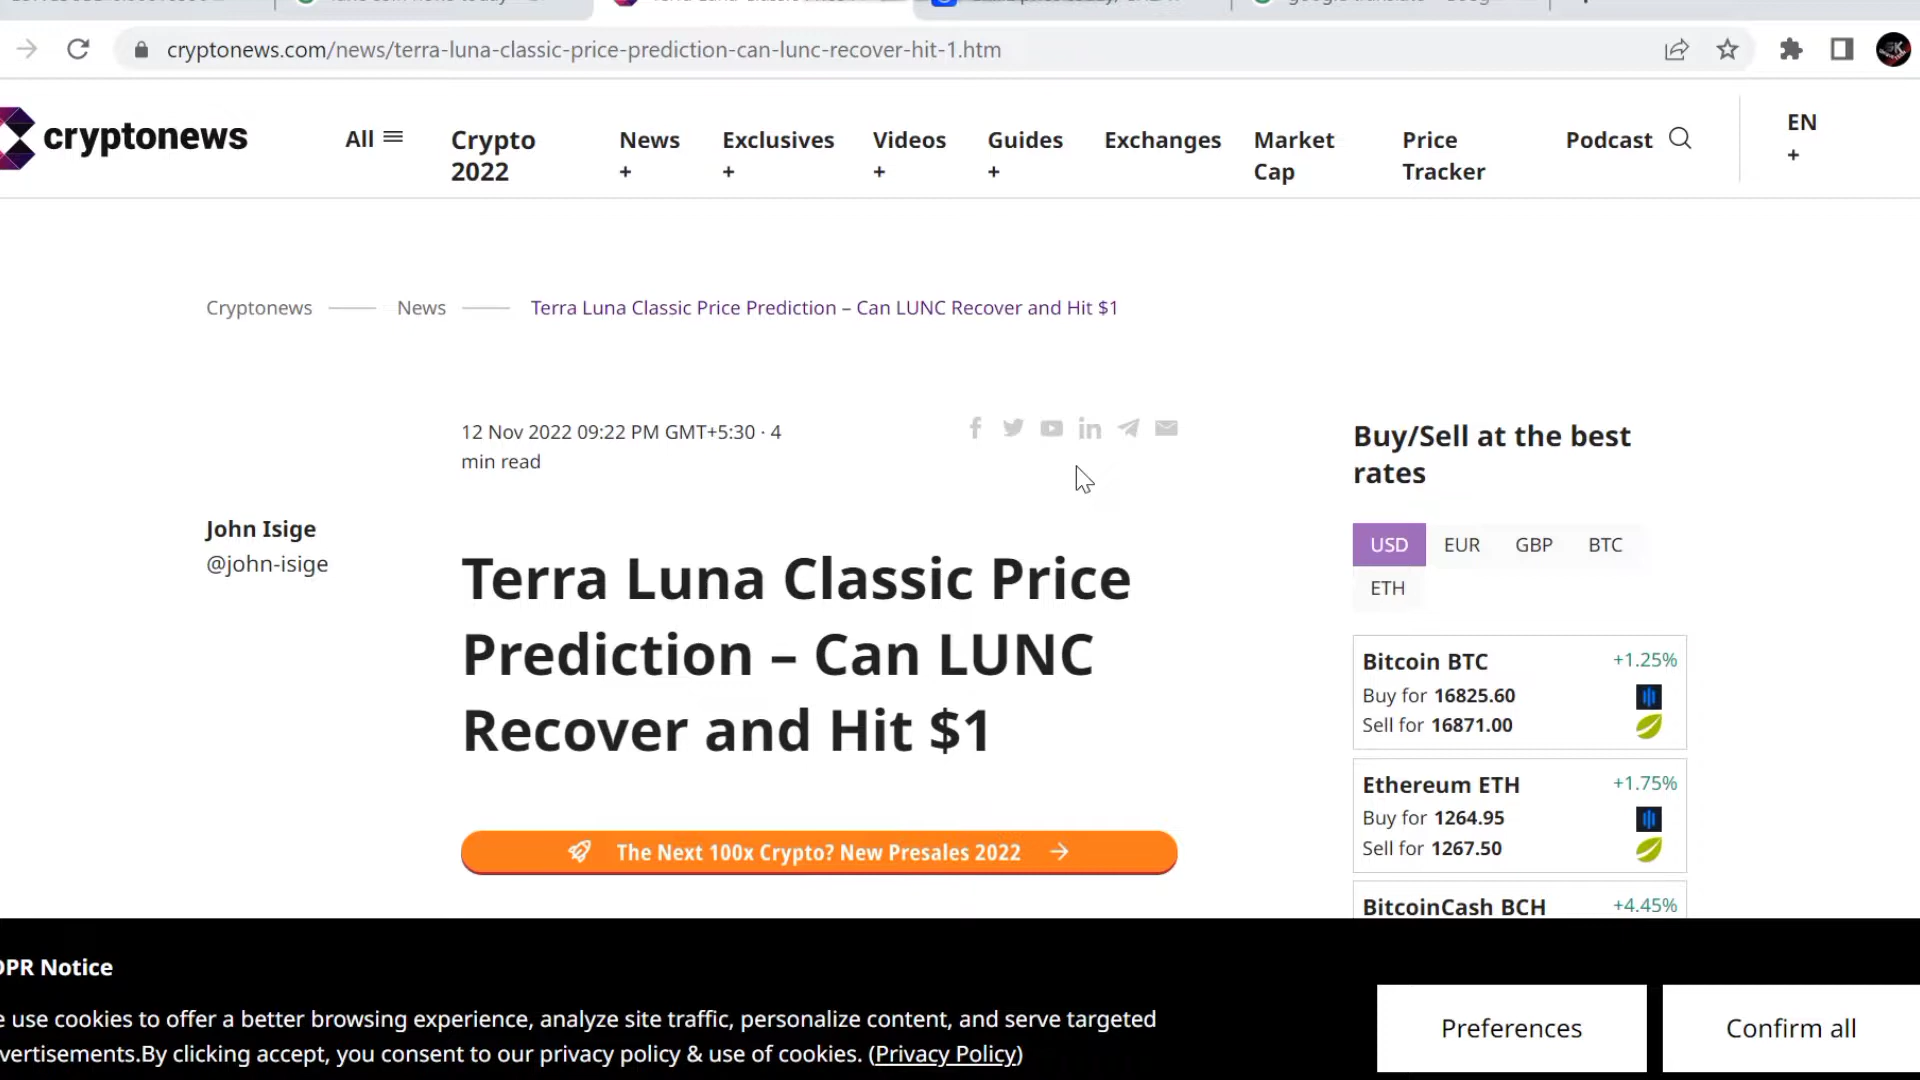 cryptonews.com/news/terra-luna-classic-price-prediction-can-lunc-recover-hit-1.htm
cryptonews
All
Crypto
2022
News
+
Exclusives
+
Videos
+
Guides
+
Exchanges
Market
Cap
Price
Tracker
Podcast
EN
+
Cryptonews
News
Terra Luna Classic Price Prediction – Can LUNC Recover and Hit $1
12 Nov 2022 09:22 PM GMT+5:30 · 4
min read
John Isige
@john-isige
Terra Luna Classic Price
Prediction – Can LUNC
Recover and Hit $1
The Next 100x Crypto? New Presales 2022
Buy/Sell at the best
rates
USD EUR GBP BTC
ETH
Bitcoin BTC +1.25%
Buy for 16825.60
Sell for 16871.00
Ethereum ETH +1.75%
Buy for 1264.95
Sell for 1267.50
BitcoinCash BCH +4.45%
DPR Notice
e use cookies to offer a better browsing experience, analyze site traffic, personalize content, and serve targeted
vertisements.By clicking accept, you consent to our privacy policy & use of cookies. (Privacy Policy)
Preferences
Confirm all